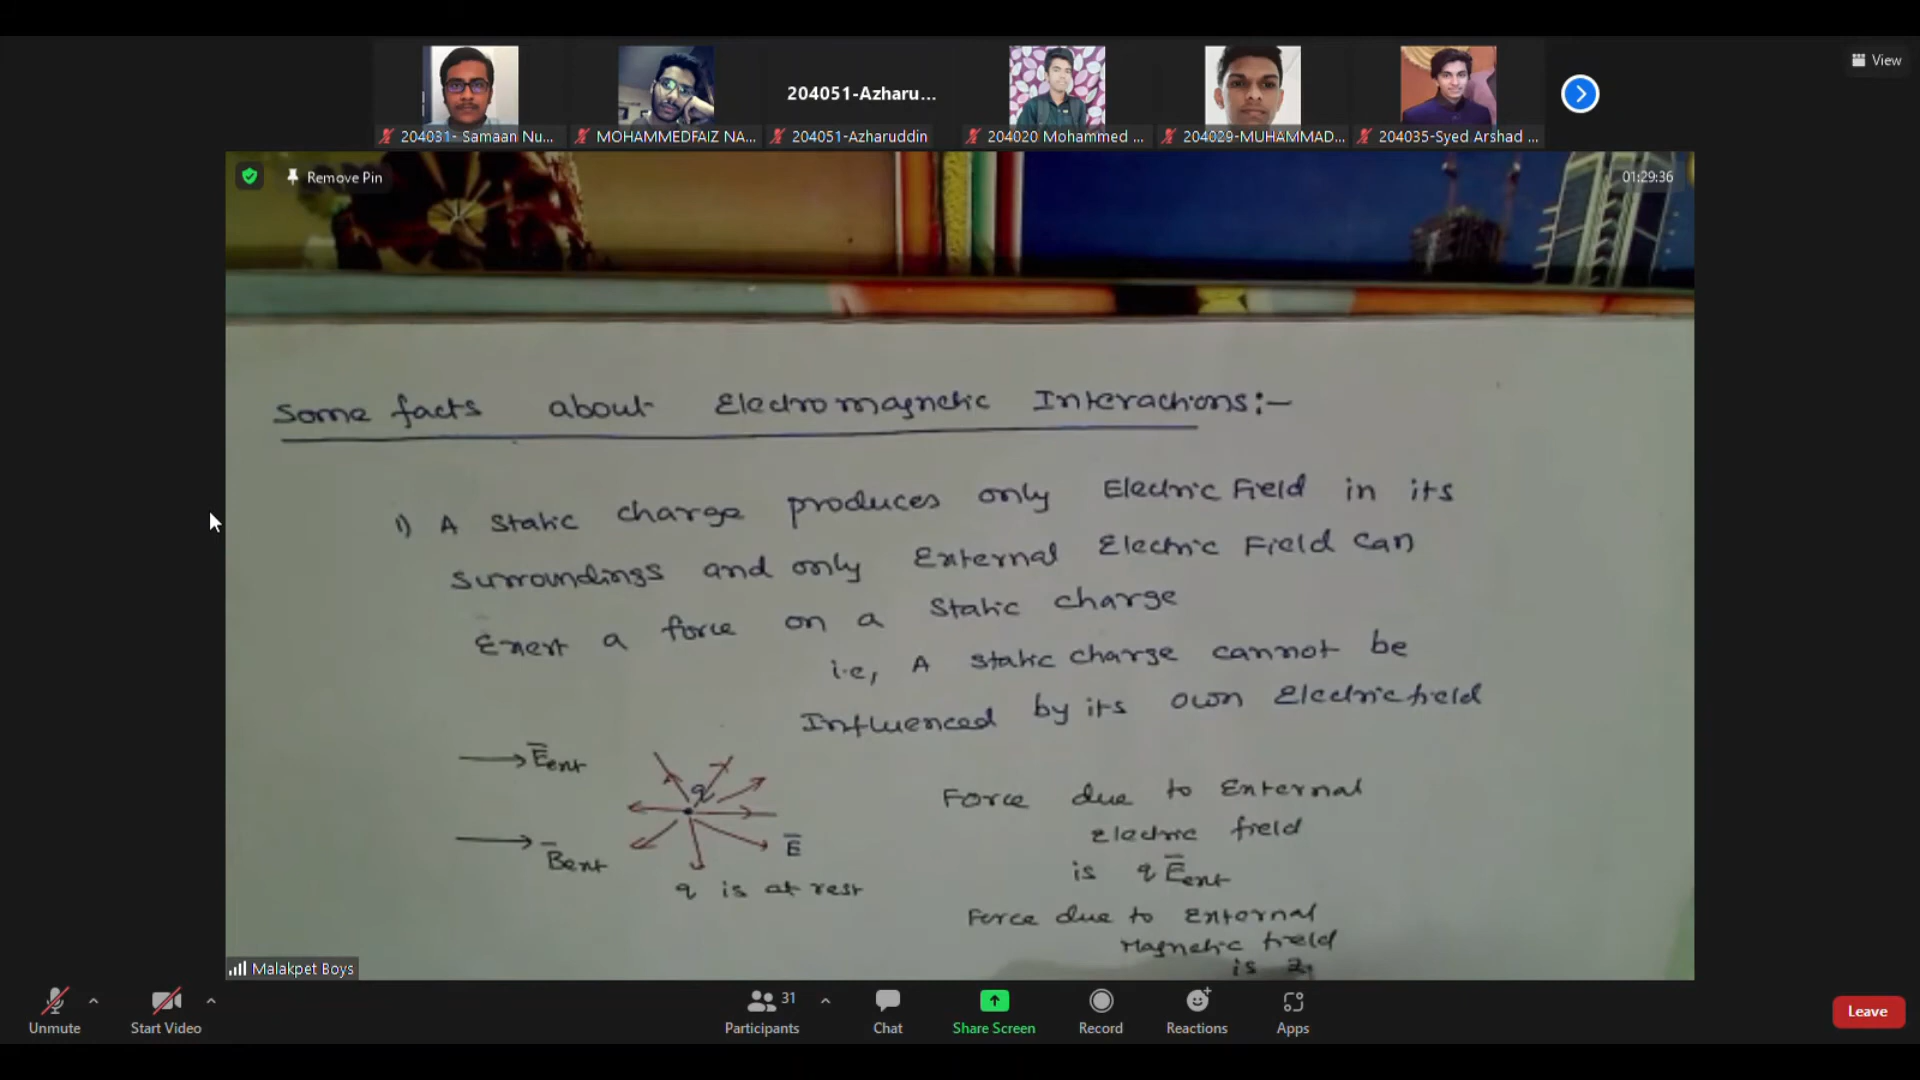 View
204051-Azharu...
204031- Samaan Nu...
MOHAMMEDFAIZ NA...
204051-Azharuddin
204020 Mohammed ...
204029-MUHAMMAD...
204035-Syed Arshad ...
Remove Pin
01:29:36
Some facts about Electromagnetic Interactions:-
1) A static charge produces only Electric Field in its
surroundings and only External Electric Field can
Exert a force on a static charge
i.e, A static charge cannot be
Influenced by its own Electric field
E̅ext
B̅ext
q
E̅
q is at rest
Force due to External
Electric field
is q E̅ext
Force due to External
Magnetic field
is
Malakpet Boys
Unmute
Start Video
31
Participants
Chat
Share Screen
Record
Reactions
Apps
Leave